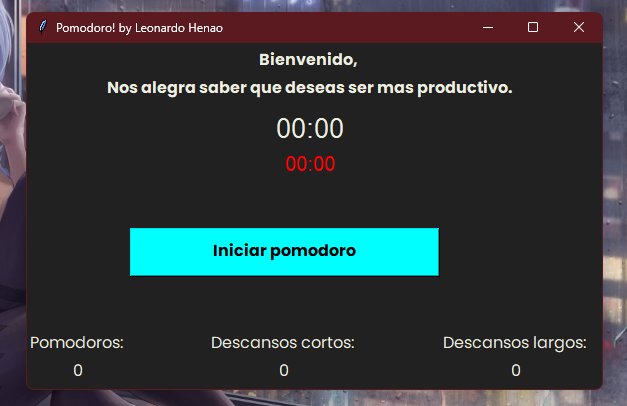 Pomodoro! by Leonardo Henao
Bienvenido,
Nos alegra saber que deseas ser mas productivo.
00:00
00:00
Iniciar pomodoro
Pomodoros: Descansos cortos: Descansos largos:
0 0 0